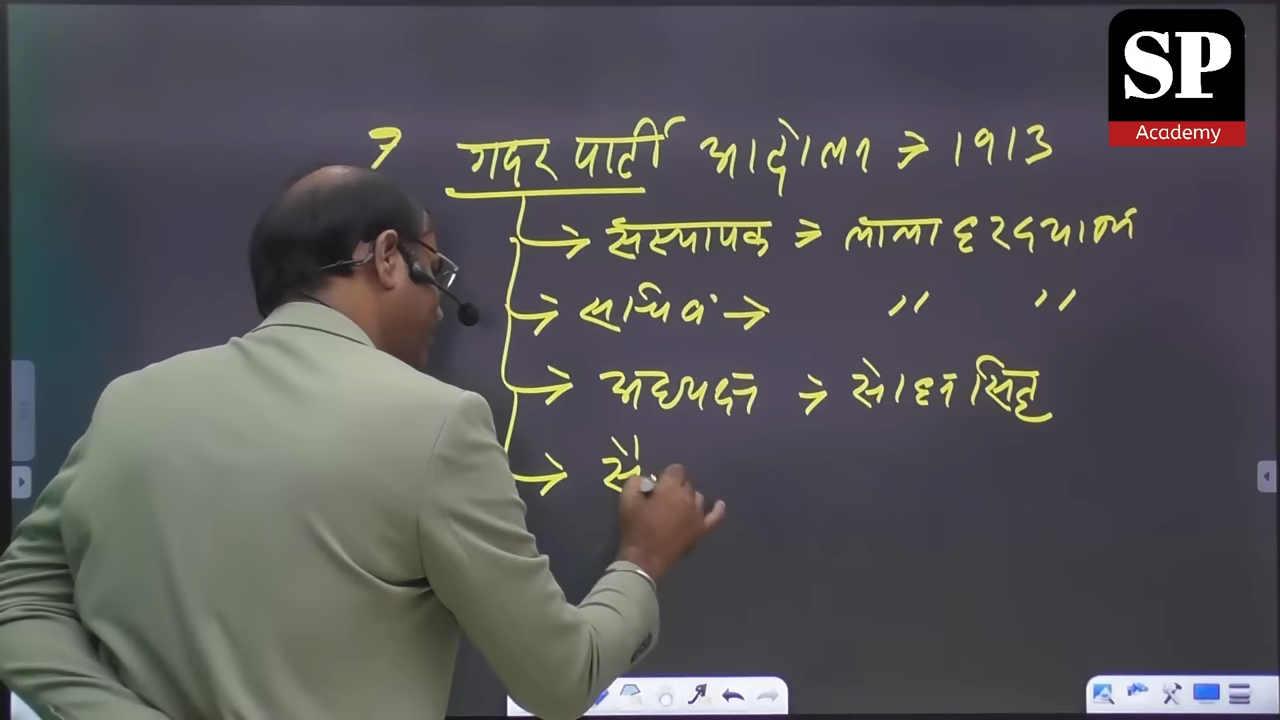 SP
Academy
7 गदर पार्टी आंदोलन → 1913
→ संस्थापक → लाला हरदयाल
→ सचिव → " "
→ अध्यक्ष → सोहन सिंह
→ सै